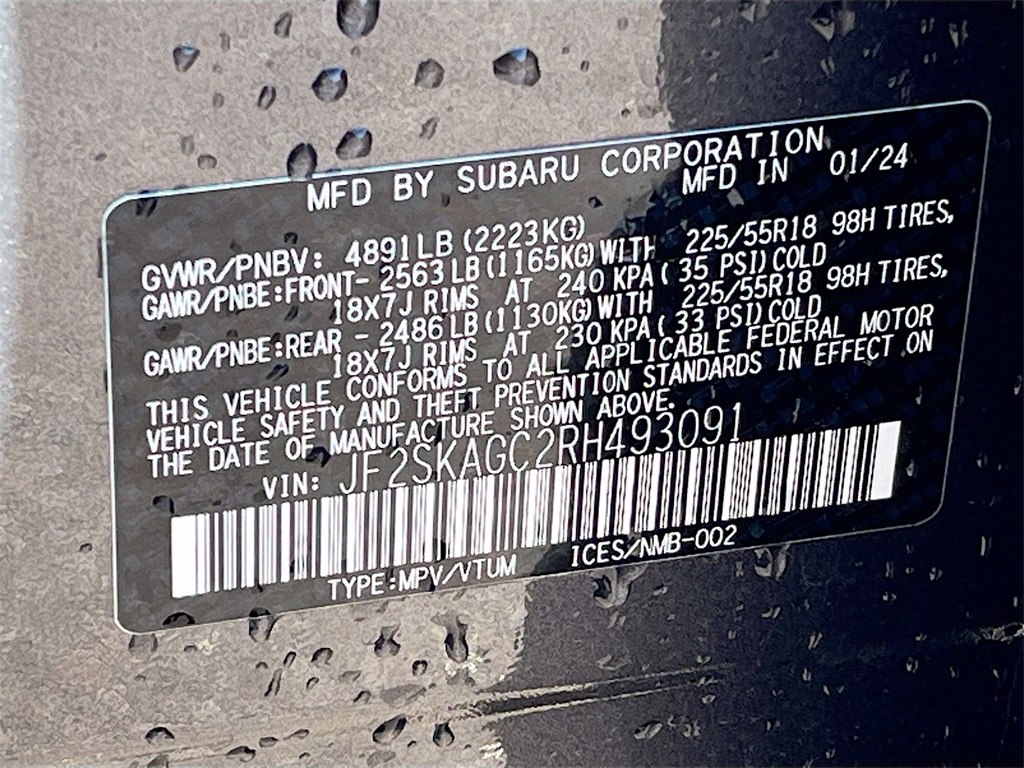 MFD BY SUBARU CORPORATION
MFD IN 01/24
GVWR/PNBV: 4891LB (2223KG)
GAWR/PNBE:FRONT- 2563LB(1165KG)WITH 225/55R18 98H TIRES,
18X7J RIMS AT 240 KPA( 35 PSI)COLD
GAWR/PNBE:REAR - 2486LB(1130KG)WITH 225/55R18 98H TIRES,
18X7J RIMS AT 230 KPA( 33 PSI)COLD
THIS VEHICLE CONFORMS TO ALL APPLICABLE FEDERAL MOTOR
VEHICLE SAFETY AND THEFT PREVENTION STANDARDS IN EFFECT ON
THE DATE OF MANUFACTURE SHOWN ABOVE.
VIN: JF2SKAGC2RH493091
TYPE:MPV/VTUM ICES/NMB-002